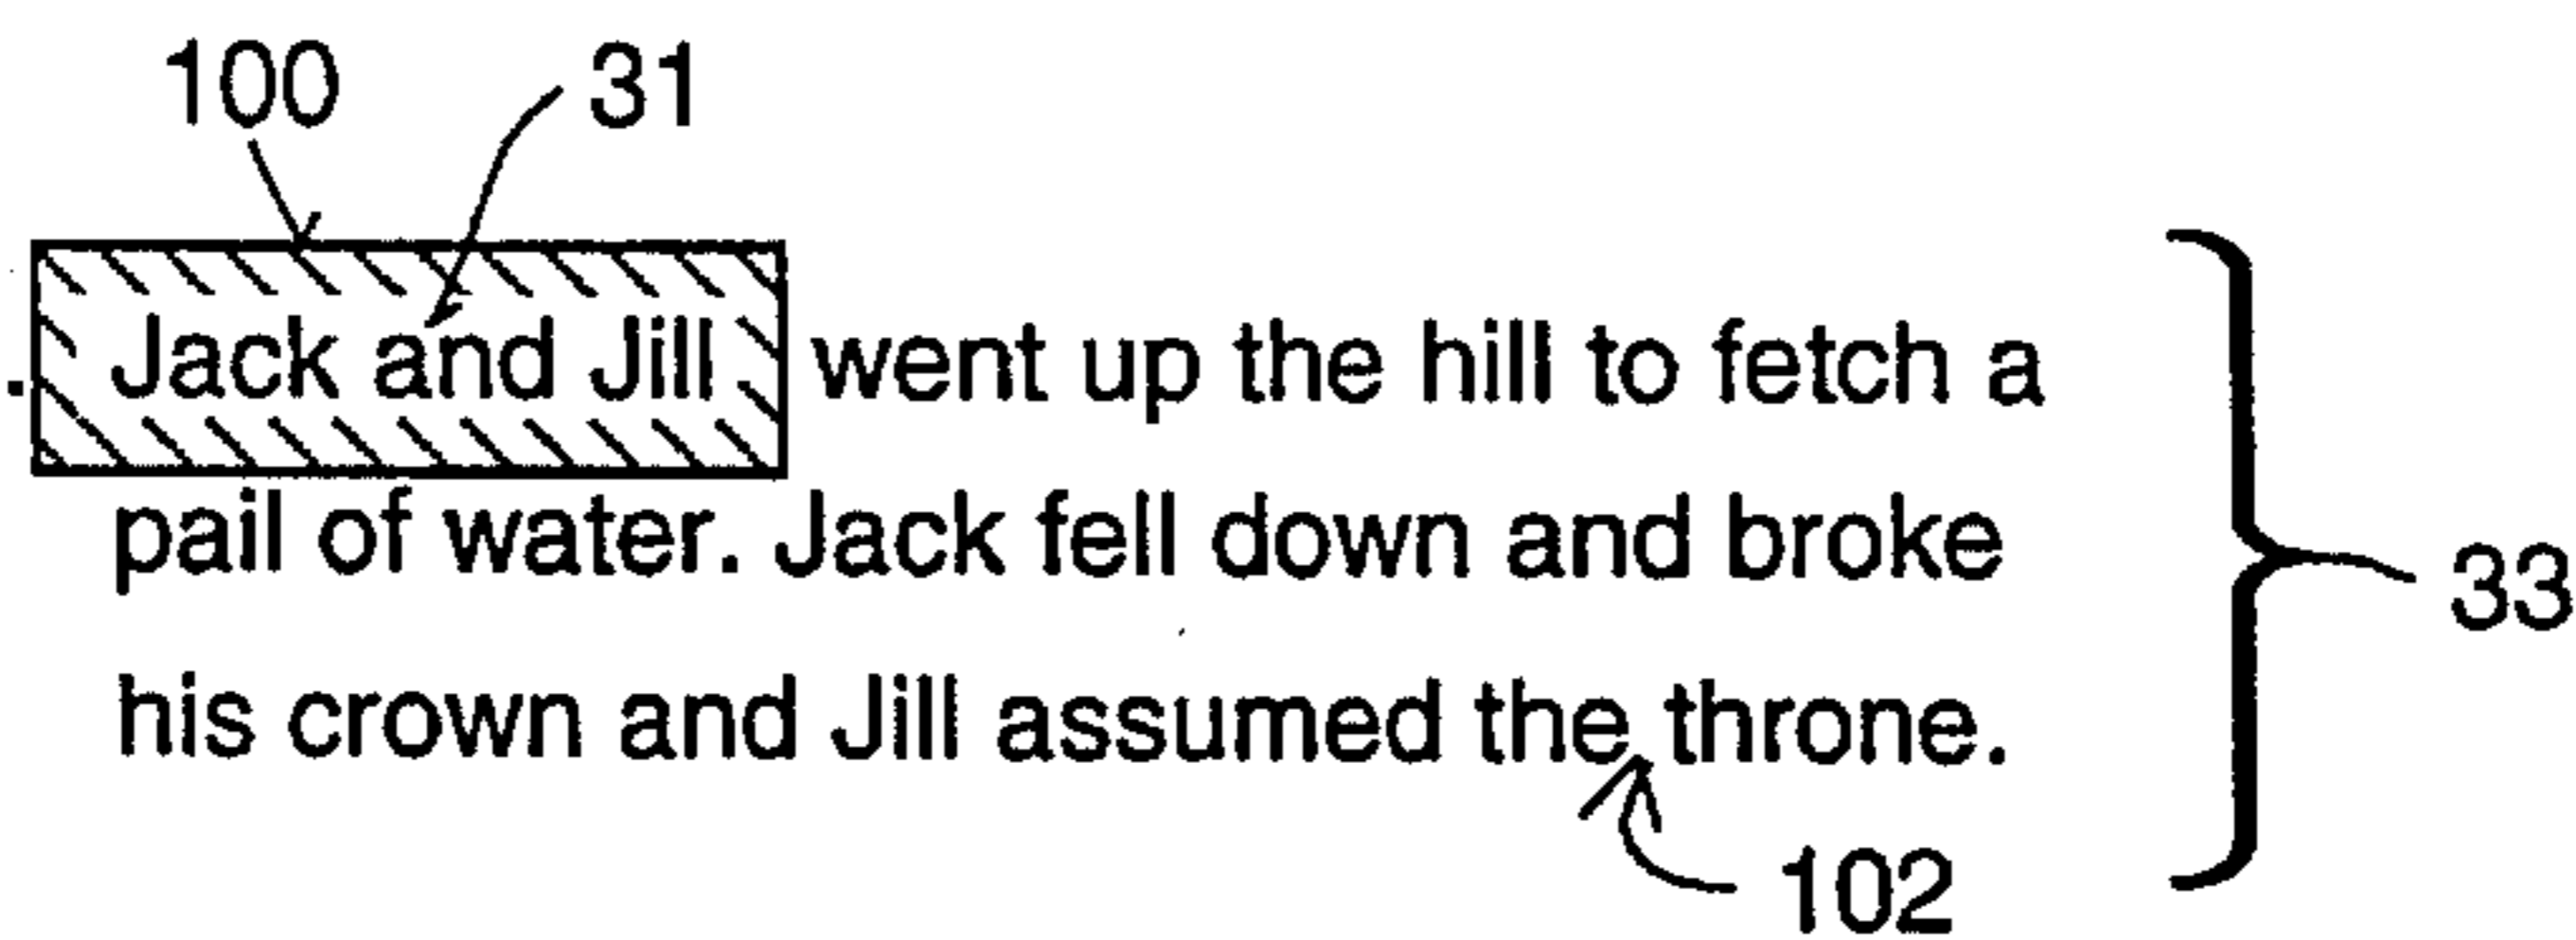 100 31
. Jack and Jill went up the hill to fetch a
pail of water. Jack fell down and broke
33
his crown and Jill assumed the throne.
102